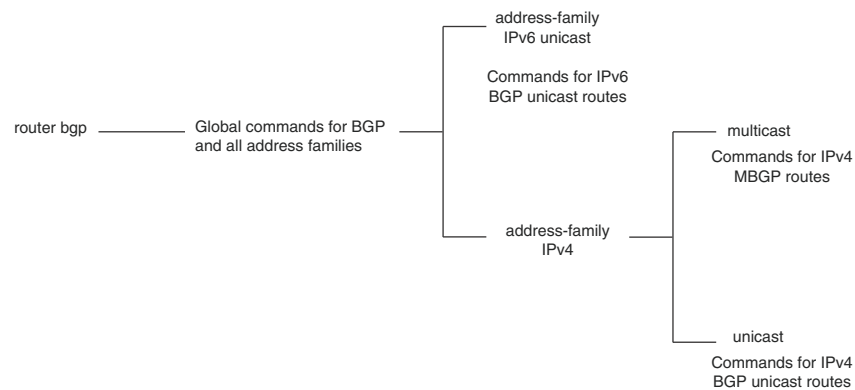 router bgp
Global commands for BGP
and all address families
address-family
IPv6 unicast
Commands for IPv6
BGP unicast routes
address-family
IPv4
multicast
Commands for IPv4
MBGP routes
unicast
Commands for IPv4
BGP unicast routes